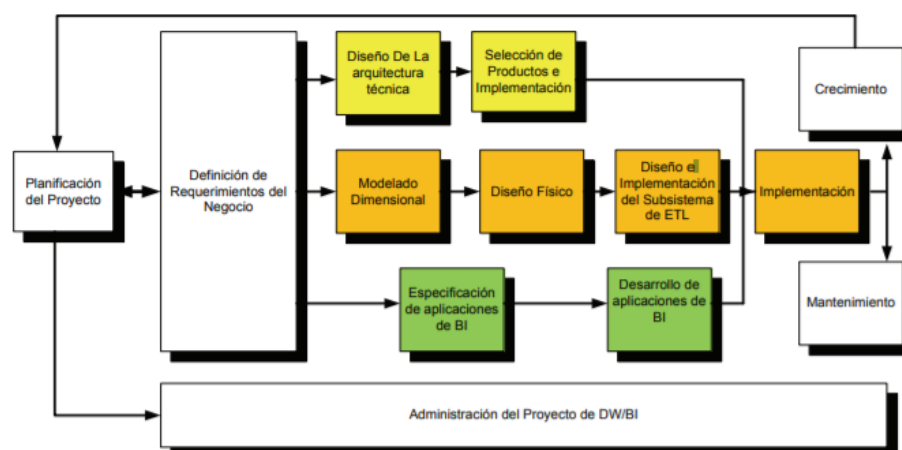 Diseño De La
arquitectura
técnica
Selección de
Productos e
Implementación
Crecimiento
Planificación
del Proyecto
Definición de
Requerimientos del
Negocio
Modelado
Dimensional
Diseño Físico
Diseño e
Implementación
del Subsistema
de ETL
Implementación
Especificación
de aplicaciones
de BI
Desarrollo de
aplicaciones de
BI
Mantenimiento
Administración del Proyecto de DW/BI